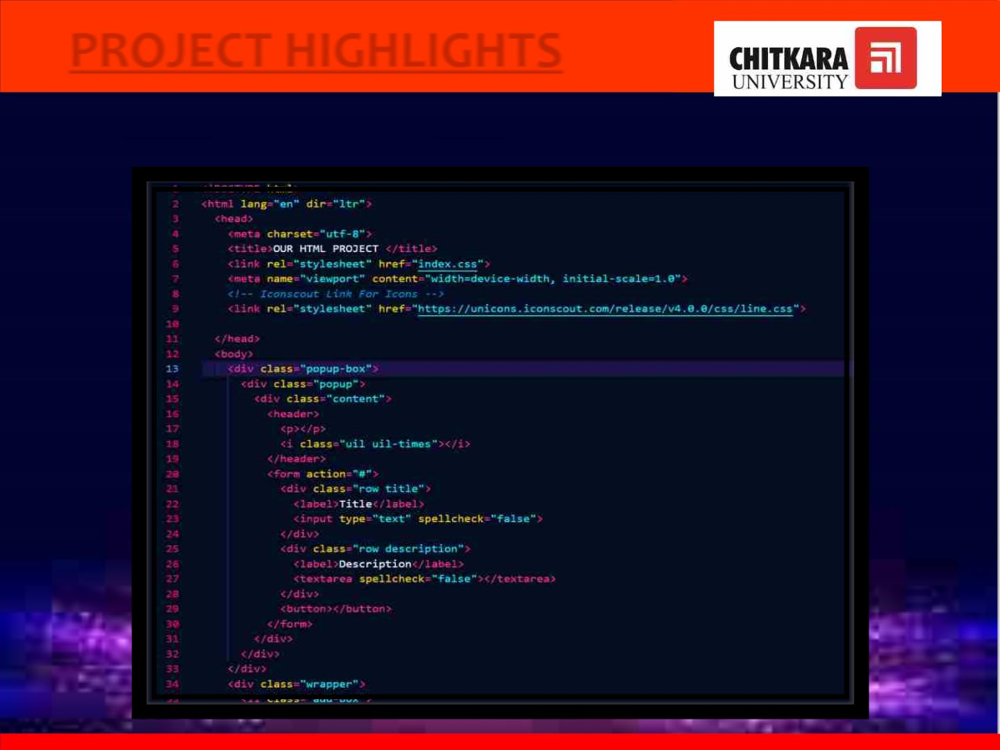 PROJECT HIGHLIGHTS
CHITKARA
UNIVERSITY
1 <!DOCTYPE html>
2 <html lang="en" dir="ltr">
3 <head>
4 <meta charset="utf-8">
5 <title>OUR HTML PROJECT </title>
6 <link rel="stylesheet" href="index.css">
7 <meta name="viewport" content="width=device-width, initial-scale=1.0">
8 <!-- Iconscout Link For Icons -->
9 <link rel="stylesheet" href="https://unicons.iconscout.com/release/v4.0.0/css/line.css">
10
11 </head>
12 <body>
13 <div class="popup-box">
14 <div class="popup">
15 <div class="content">
16 <header>
17 <p></p>
18 <i class="uil uil-times"></i>
19 </header>
20 <form action="#">
21 <div class="row title">
22 <label>Title</label>
23 <input type="text" spellcheck="false">
24 </div>
25 <div class="row description">
26 <label>Description</label>
27 <textarea spellcheck="false"></textarea>
28 </div>
29 <button></button>
30 </form>
31 </div>
32 </div>
33 </div>
34 <div class="wrapper">
35 <li class="add-box">